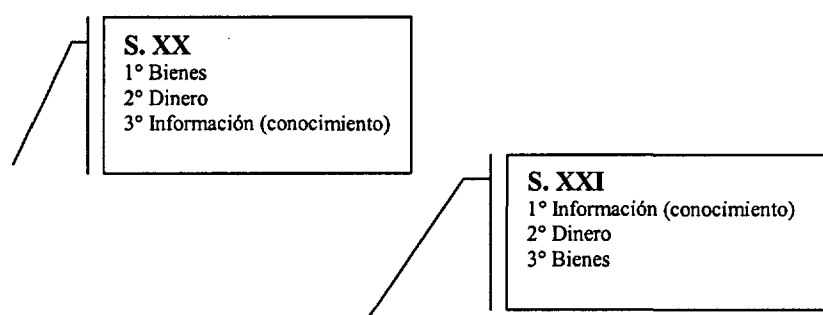 S. XX
1° Bienes
2° Dinero
3° Información (conocimiento)
S. XXI
1° Información (conocimiento)
2° Dinero
3° Bienes